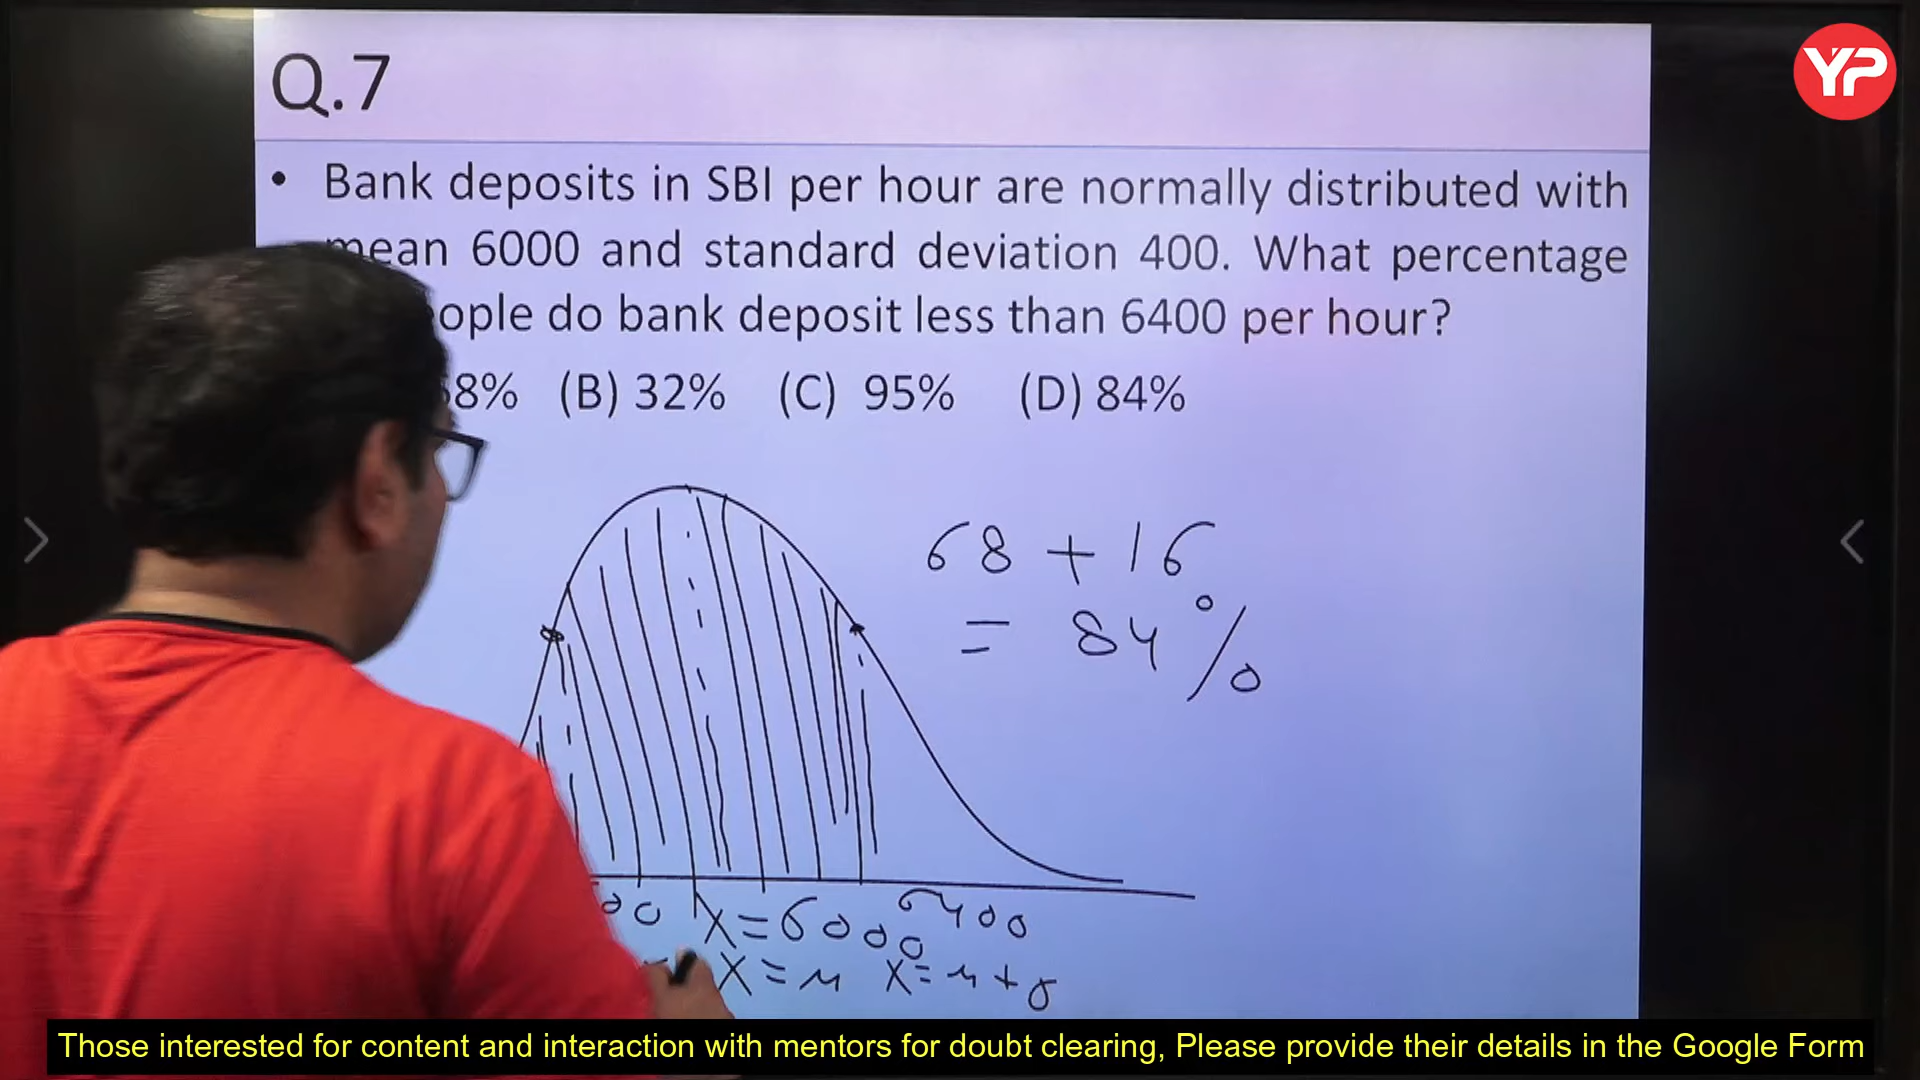 YP
Q.7
• Bank deposits in SBI per hour are normally distributed with
mean 6000 and standard deviation 400. What percentage
ople do bank deposit less than 6400 per hour?
8% (B) 32% (C) 95% (D) 84%
68 + 16
= 84%
00 X = 6000 6400
X = μ X = μ + σ
Those interested for content and interaction with mentors for doubt clearing, Please provide their details in the Google Form